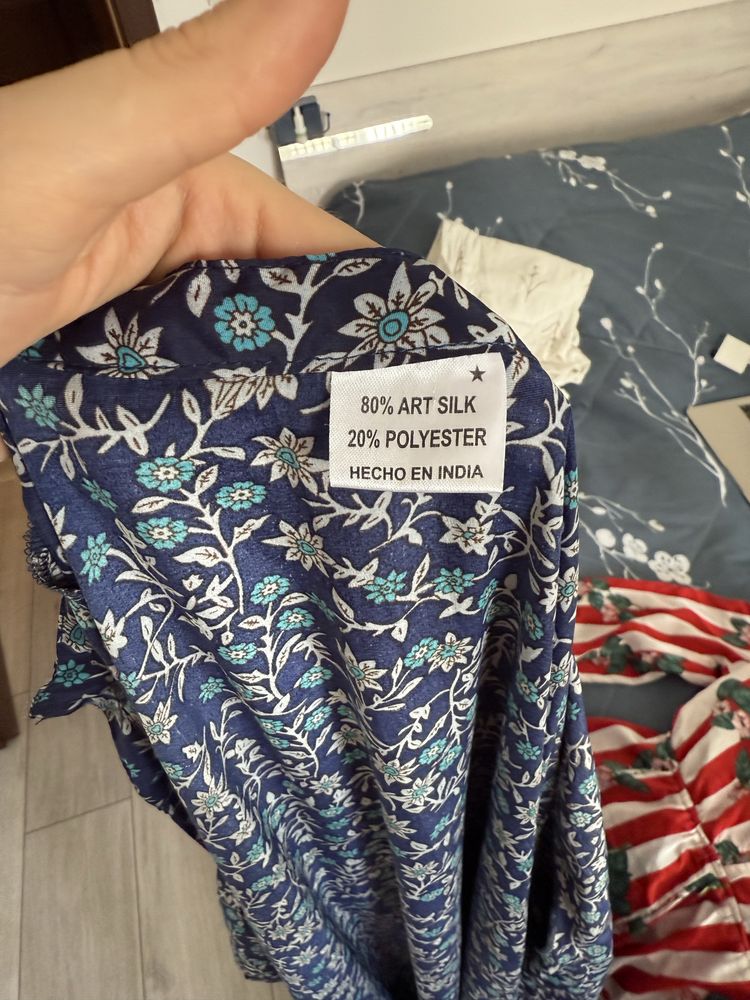 80% ART SILK
20% POLYESTER
HECHO EN INDIA